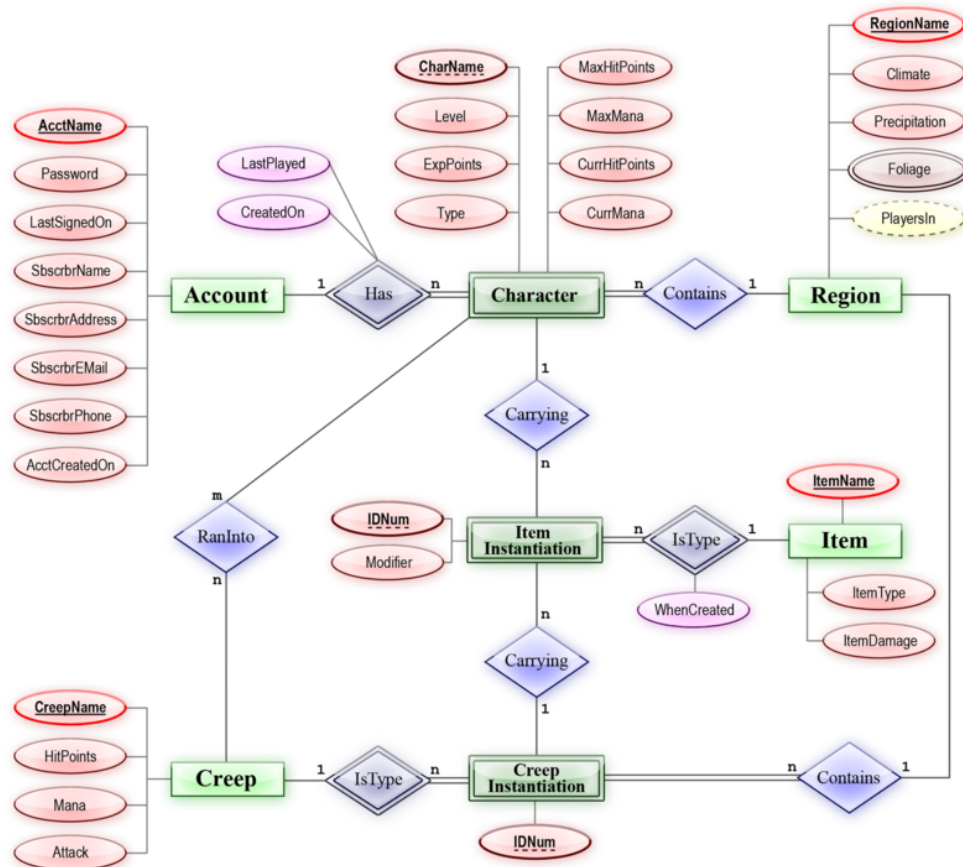 RegionName
CharName
MaxHitPoints
Climate
Level
MaxMana
AcctName
Precipitation
LastPlayed
ExpPoints
CurrHitPoints
Password
Foliage
CreatedOn
Type
CurrMana
LastSignedOn
PlayersIn
SbscrbrName
Account
1
Has
n
Character
n
Contains
1
Region
SbscrbrAddress
SbscrbrEMail
1
SbscrbrPhone
Carrying
AcctCreatedOn
n
ItemName
m
IDNum
RanInto
Item
Instantiation
n
IsType
1
Item
Modifier
n
WhenCreated
ItemType
n
ItemDamage
Carrying
CreepName
1
HitPoints
Creep
1
IsType
n
Creep
Instantiation
n
Contains
1
Mana
IDNum
Attack